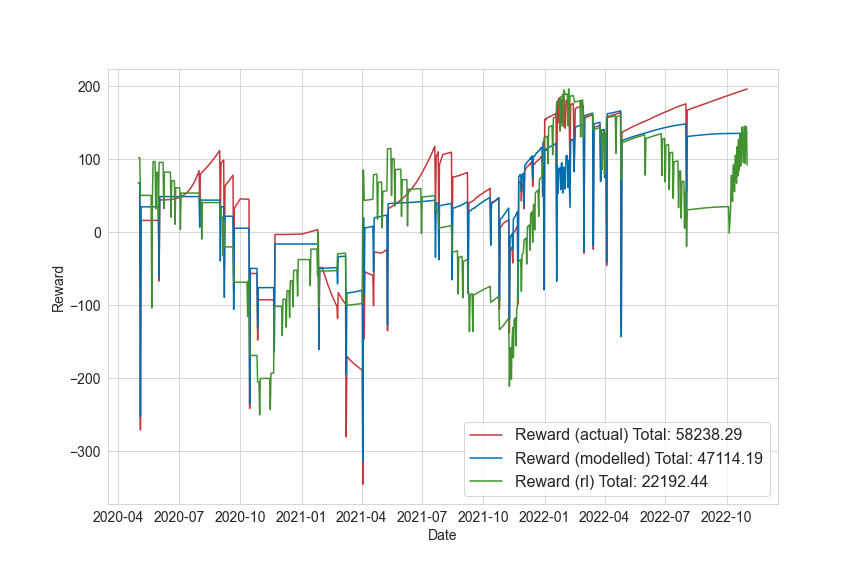 200
100
0
−100
−200
−300
Reward
Reward (actual) Total: 58238.29
Reward (modelled) Total: 47114.19
Reward (rl) Total: 22192.44
2020-04 2020-07 2020-10 2021-01 2021-04 2021-07 2021-10 2022-01 2022-04 2022-07 2022-10
Date